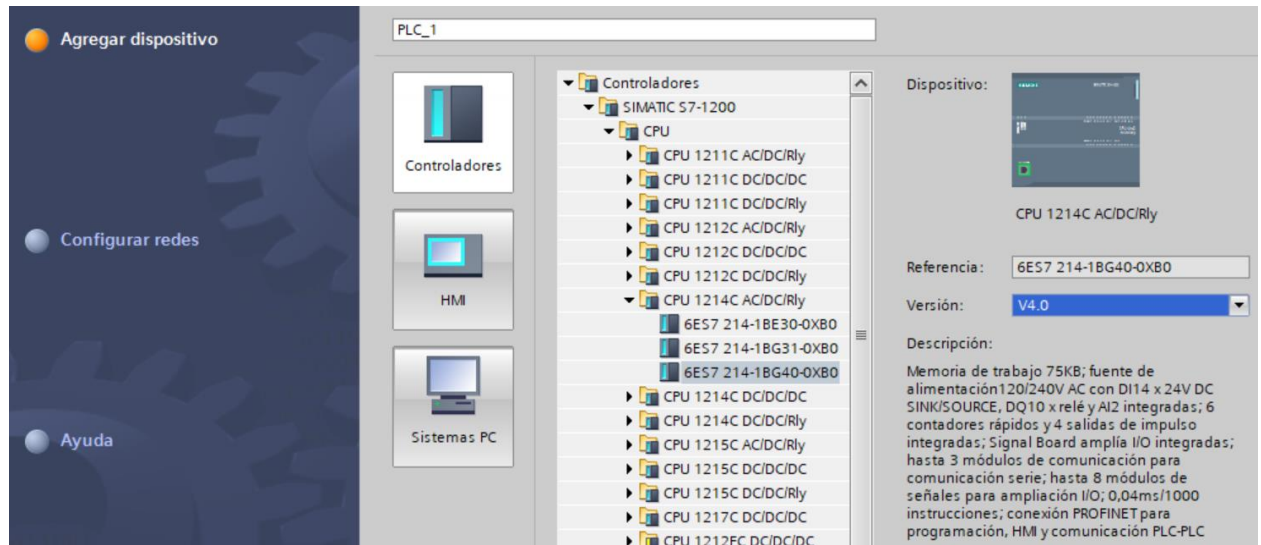 Agregar dispositivo
Configurar redes
Ayuda
PLC_1
Controladores
HMI
Sistemas PC
Controladores
SIMATIC S7-1200
CPU
CPU 1211C AC/DC/Rly
CPU 1211C DC/DC/DC
CPU 1211C DC/DC/Rly
CPU 1212C AC/DC/Rly
CPU 1212C DC/DC/DC
CPU 1212C DC/DC/Rly
CPU 1214C AC/DC/Rly
6ES7 214-1BE30-0XB0
6ES7 214-1BG31-0XB0
6ES7 214-1BG40-0XB0
CPU 1214C DC/DC/DC
CPU 1214C DC/DC/Rly
CPU 1215C AC/DC/Rly
CPU 1215C DC/DC/DC
CPU 1215C DC/DC/Rly
CPU 1217C DC/DC/DC
CPU 1212FC DC/DC/DC
Dispositivo:
SIEMENS
CPU 1214C AC/DC/Rly
Referencia: 6ES7 214-1BG40-0XB0
Versión: V4.0
Descripción:
Memoria de trabajo 75KB; fuente de
alimentación120/240V AC con DI14 x 24V DC
SINK/SOURCE, DQ10 x relé y AI2 integradas; 6
contadores rápidos y 4 salidas de impulso
integradas; Signal Board amplía I/O integradas;
hasta 3 módulos de comunicación para
comunicación serie; hasta 8 módulos de
señales para ampliación I/O; 0,04ms/1000
instrucciones; conexión PROFINET para
programación, HMI y comunicación PLC-PLC